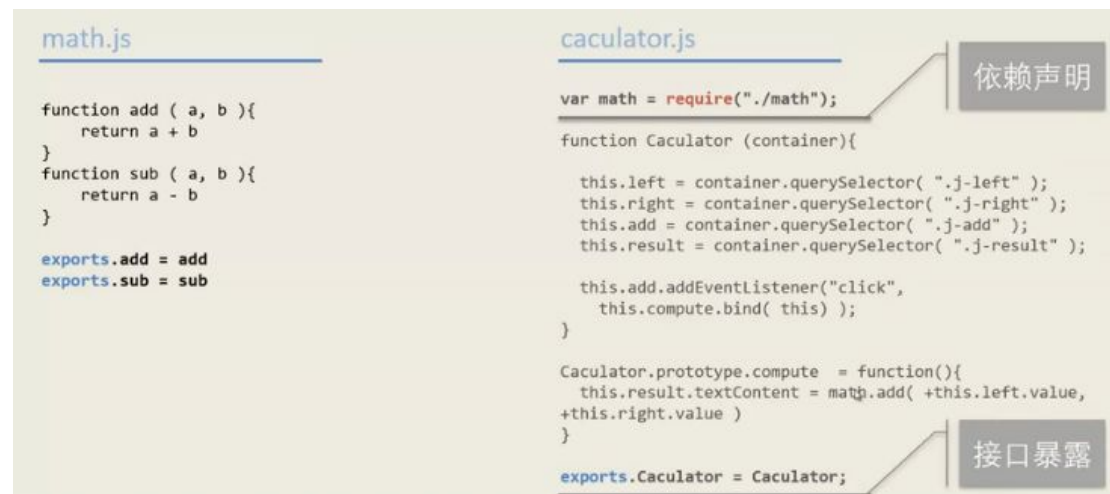 math.js
function add ( a, b ){
    return a + b
}
function sub ( a, b ){
    return a - b
}
exports.add = add
exports.sub = sub
caculator.js
依赖声明
var math = require("./math");
function Caculator (container){
  this.left = container.querySelector( ".j-left" );
  this.right = container.querySelector( ".j-right" );
  this.add = container.querySelector( ".j-add" );
  this.result = container.querySelector( ".j-result" );
  this.add.addEventListener("click",
    this.compute.bind( this) );
}
Caculator.prototype.compute  = function(){
  this.result.textContent = math.add( +this.left.value,
+this.right.value )
}
接口暴露
exports.Caculator = Caculator;